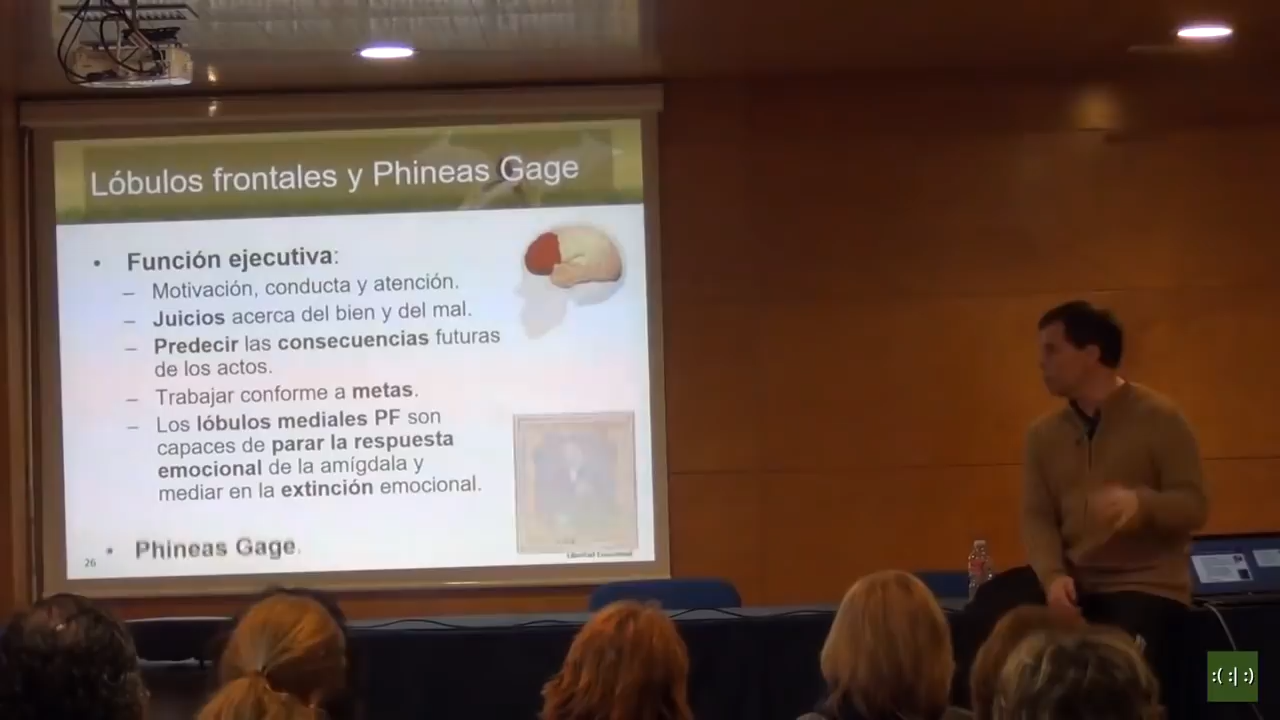 Lóbulos frontales y Phineas Gage
• Función ejecutiva:
– Motivación, conducta y atención.
– Juicios acerca del bien y del mal.
– Predecir las consecuencias futuras
de los actos.
– Trabajar conforme a metas.
– Los lóbulos mediales PF son
capaces de parar la respuesta
emocional de la amígdala y
mediar en la extinción emocional.
• Phineas Gage.
26
Libertad Emocional
:( :| :)